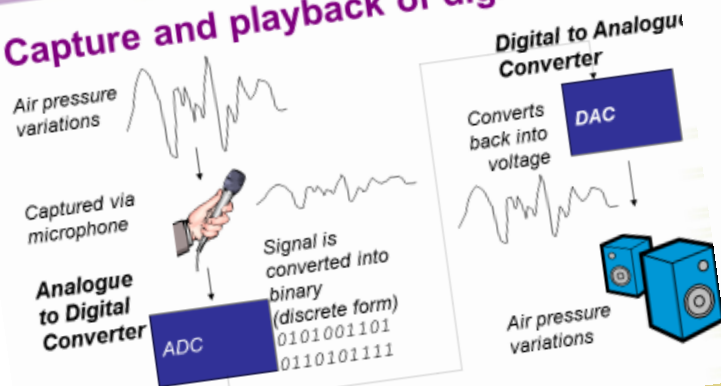 Capture and playback of
Air pressure
variations
Captured via
microphone
Analogue
to Digital
Converter
ADC
Signal is
converted into
binary
(discrete form)
0101001101
0110101111
Digital to Analogue
Converter
DAC
Converts
back into
voltage
Air pressure
variations